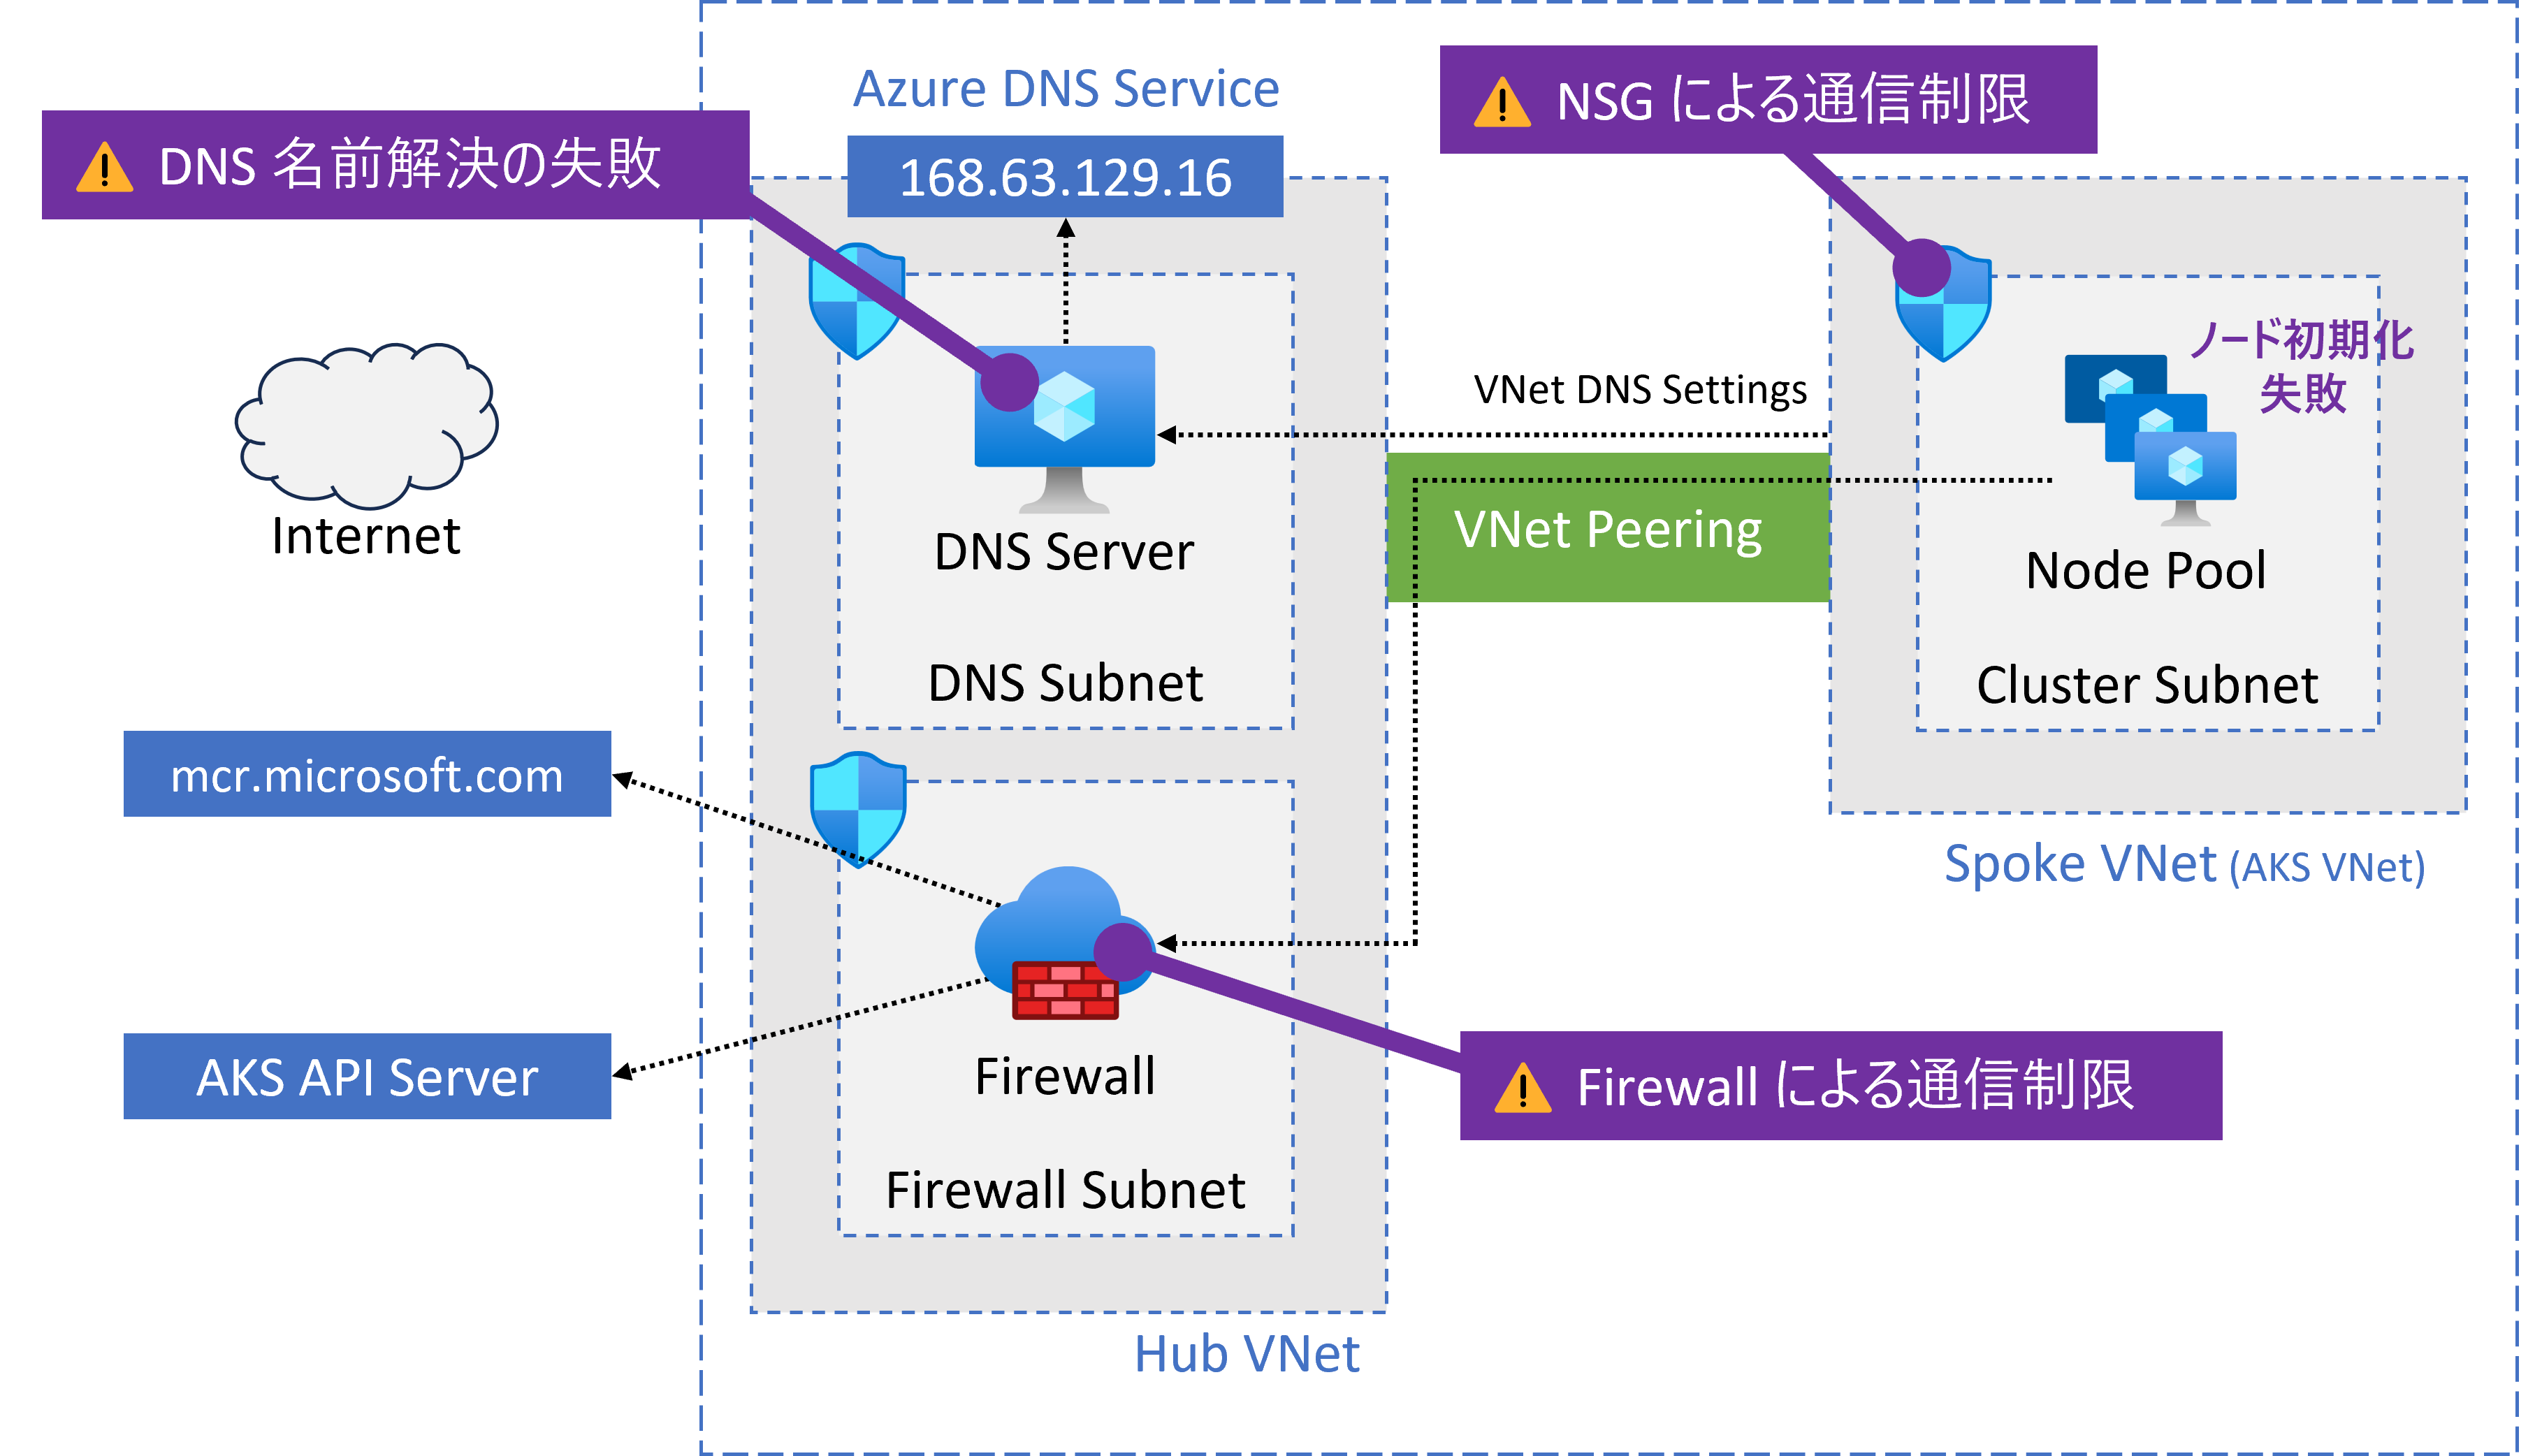 Azure DNS Service
168.63.129.16
DNS 名前解決の失敗
NSG による通信制限
ノード初期化
失敗
VNet DNS Settings
VNet Peering
Internet
DNS Server
DNS Subnet
Node Pool
Cluster Subnet
Spoke VNet (AKS VNet)
mcr.microsoft.com
AKS API Server
Firewall
Firewall Subnet
Firewall による通信制限
Hub VNet